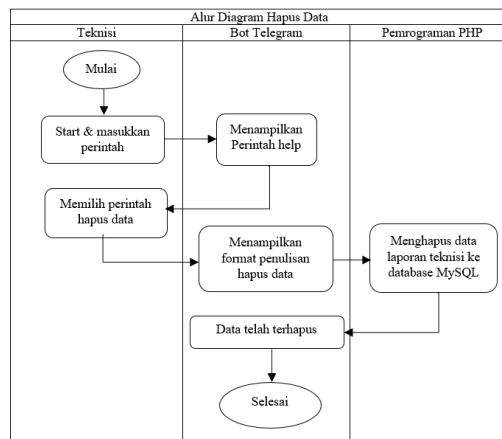 Alur Diagram Hapus Data
Teknisi
Bot Telegram
Pemrograman PHP
Mulai
Start & masukkan
perintah
Menampilkan
Perintah help
Memilih perintah
hapus data
Menampilkan
format penulisan
hapus data
Menghapus data
laporan teknisi ke
database MySQL
Data telah terhapus
Selesai